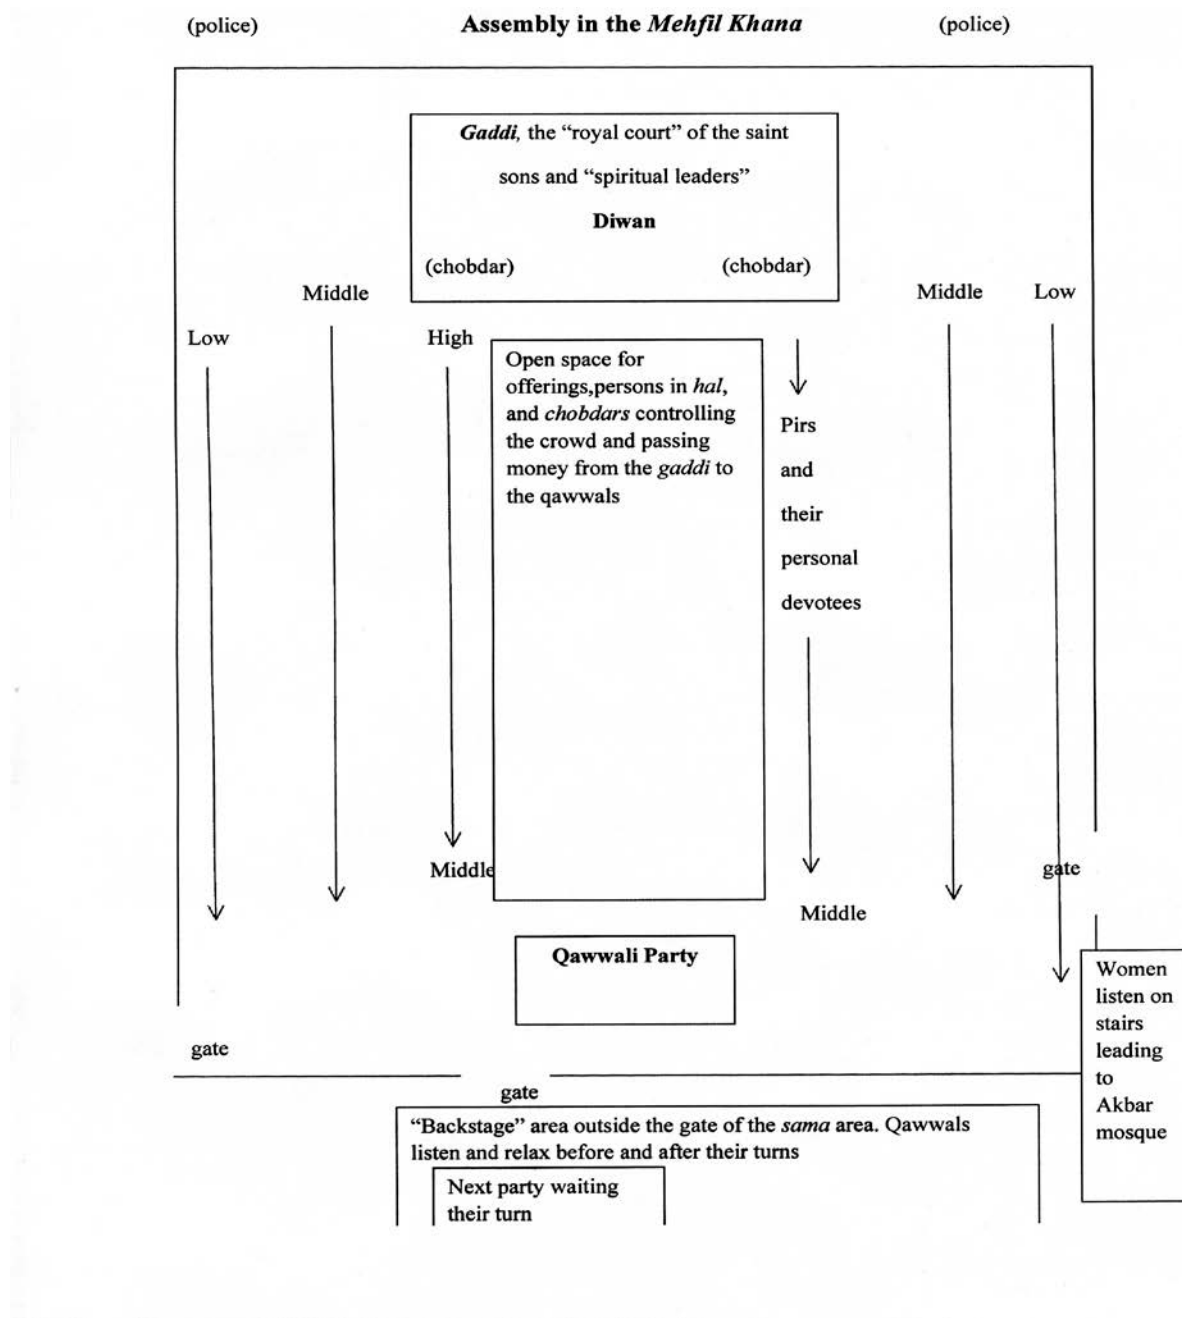 (police)
Assembly in the Mehfil Khana
(police)
Gaddi, the “royal court” of the saint
sons and “spiritual leaders”
Diwan
(chobdar)
(chobdar)
Middle
Middle
Low
Low
High
Open space for
offerings,persons in hal,
and chobdars controlling
the crowd and passing
money from the gaddi to
the qawwals
Pirs
and
their
personal
devotees
Middle
gate
Middle
Qawwali Party
Women
listen on
stairs
leading
to
Akbar
mosque
gate
gate
“Backstage” area outside the gate of the sama area. Qawwals
listen and relax before and after their turns
Next party waiting
their turn